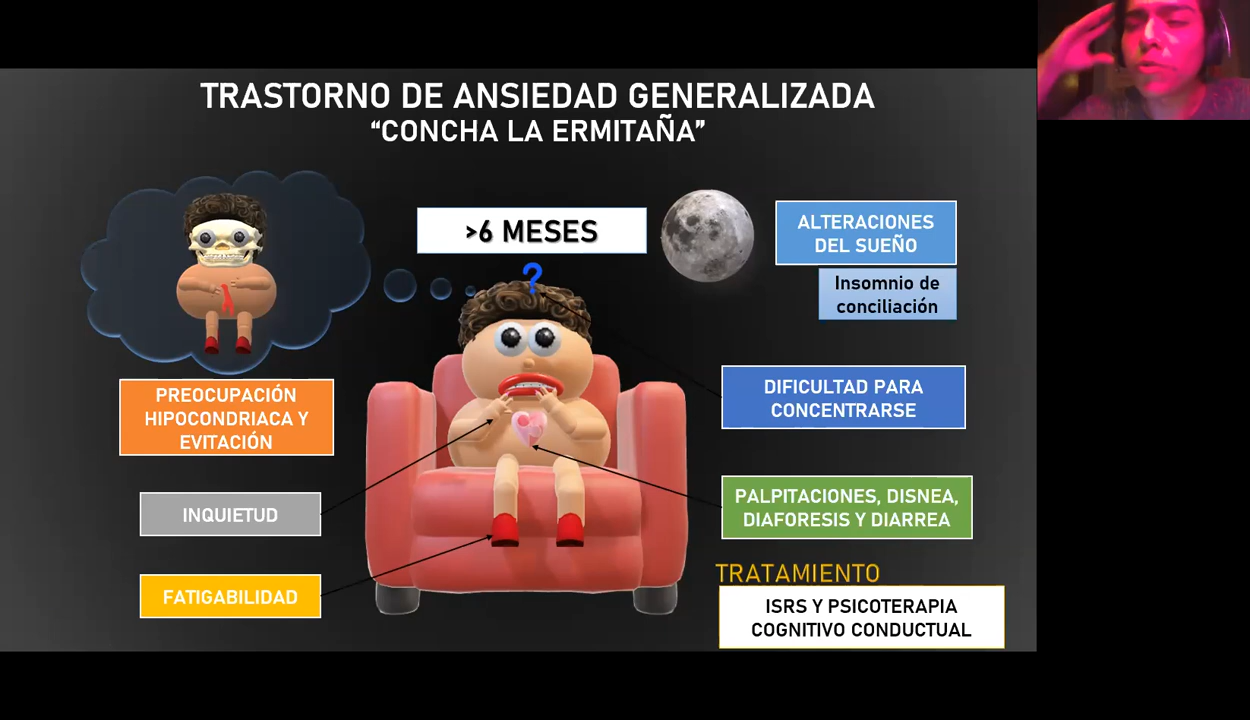 TRASTORNO DE ANSIEDAD GENERALIZADA
“CONCHA LA ERMITAÑA”
>6 MESES
ALTERACIONES
DEL SUEÑO
Insomnio de
conciliación
?
PREOCUPACIÓN
HIPOCONDRIACA Y
EVITACIÓN
DIFICULTAD PARA
CONCENTRARSE
INQUIETUD
PALPITACIONES, DISNEA,
DIAFORESIS Y DIARREA
FATIGABILIDAD
TRATAMIENTO
ISRS Y PSICOTERAPIA
COGNITIVO CONDUCTUAL